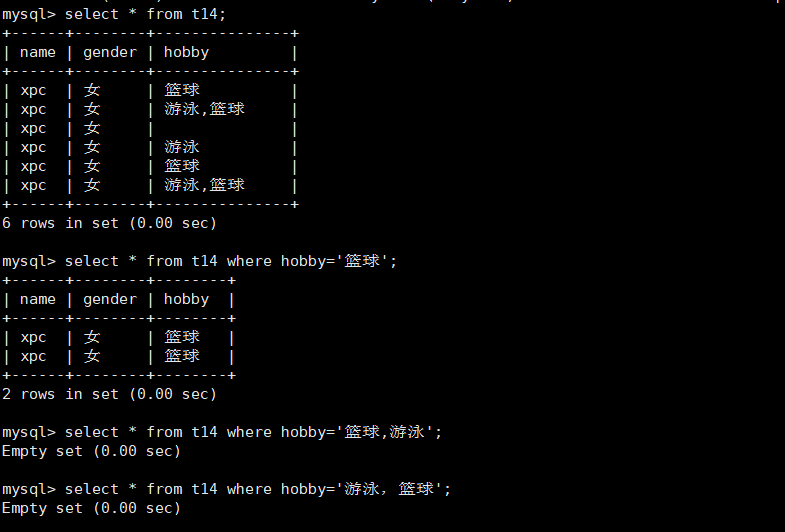 mysql> select * from t14;
+------+--------+---------------+
| name | gender | hobby         |
+------+--------+---------------+
| xpc  | 女     | 篮球          |
| xpc  | 女     | 游泳,篮球     |
| xpc  | 女     |               |
| xpc  | 女     | 游泳          |
| xpc  | 女     | 篮球          |
| xpc  | 女     | 游泳,篮球     |
+------+--------+---------------+
6 rows in set (0.00 sec)

mysql> select * from t14 where hobby='篮球';
+------+--------+--------+
| name | gender | hobby  |
+------+--------+--------+
| xpc  | 女     | 篮球   |
| xpc  | 女     | 篮球   |
+------+--------+--------+
2 rows in set (0.00 sec)

mysql> select * from t14 where hobby='篮球,游泳';
Empty set (0.00 sec)

mysql> select * from t14 where hobby='游泳，篮球';
Empty set (0.00 sec)